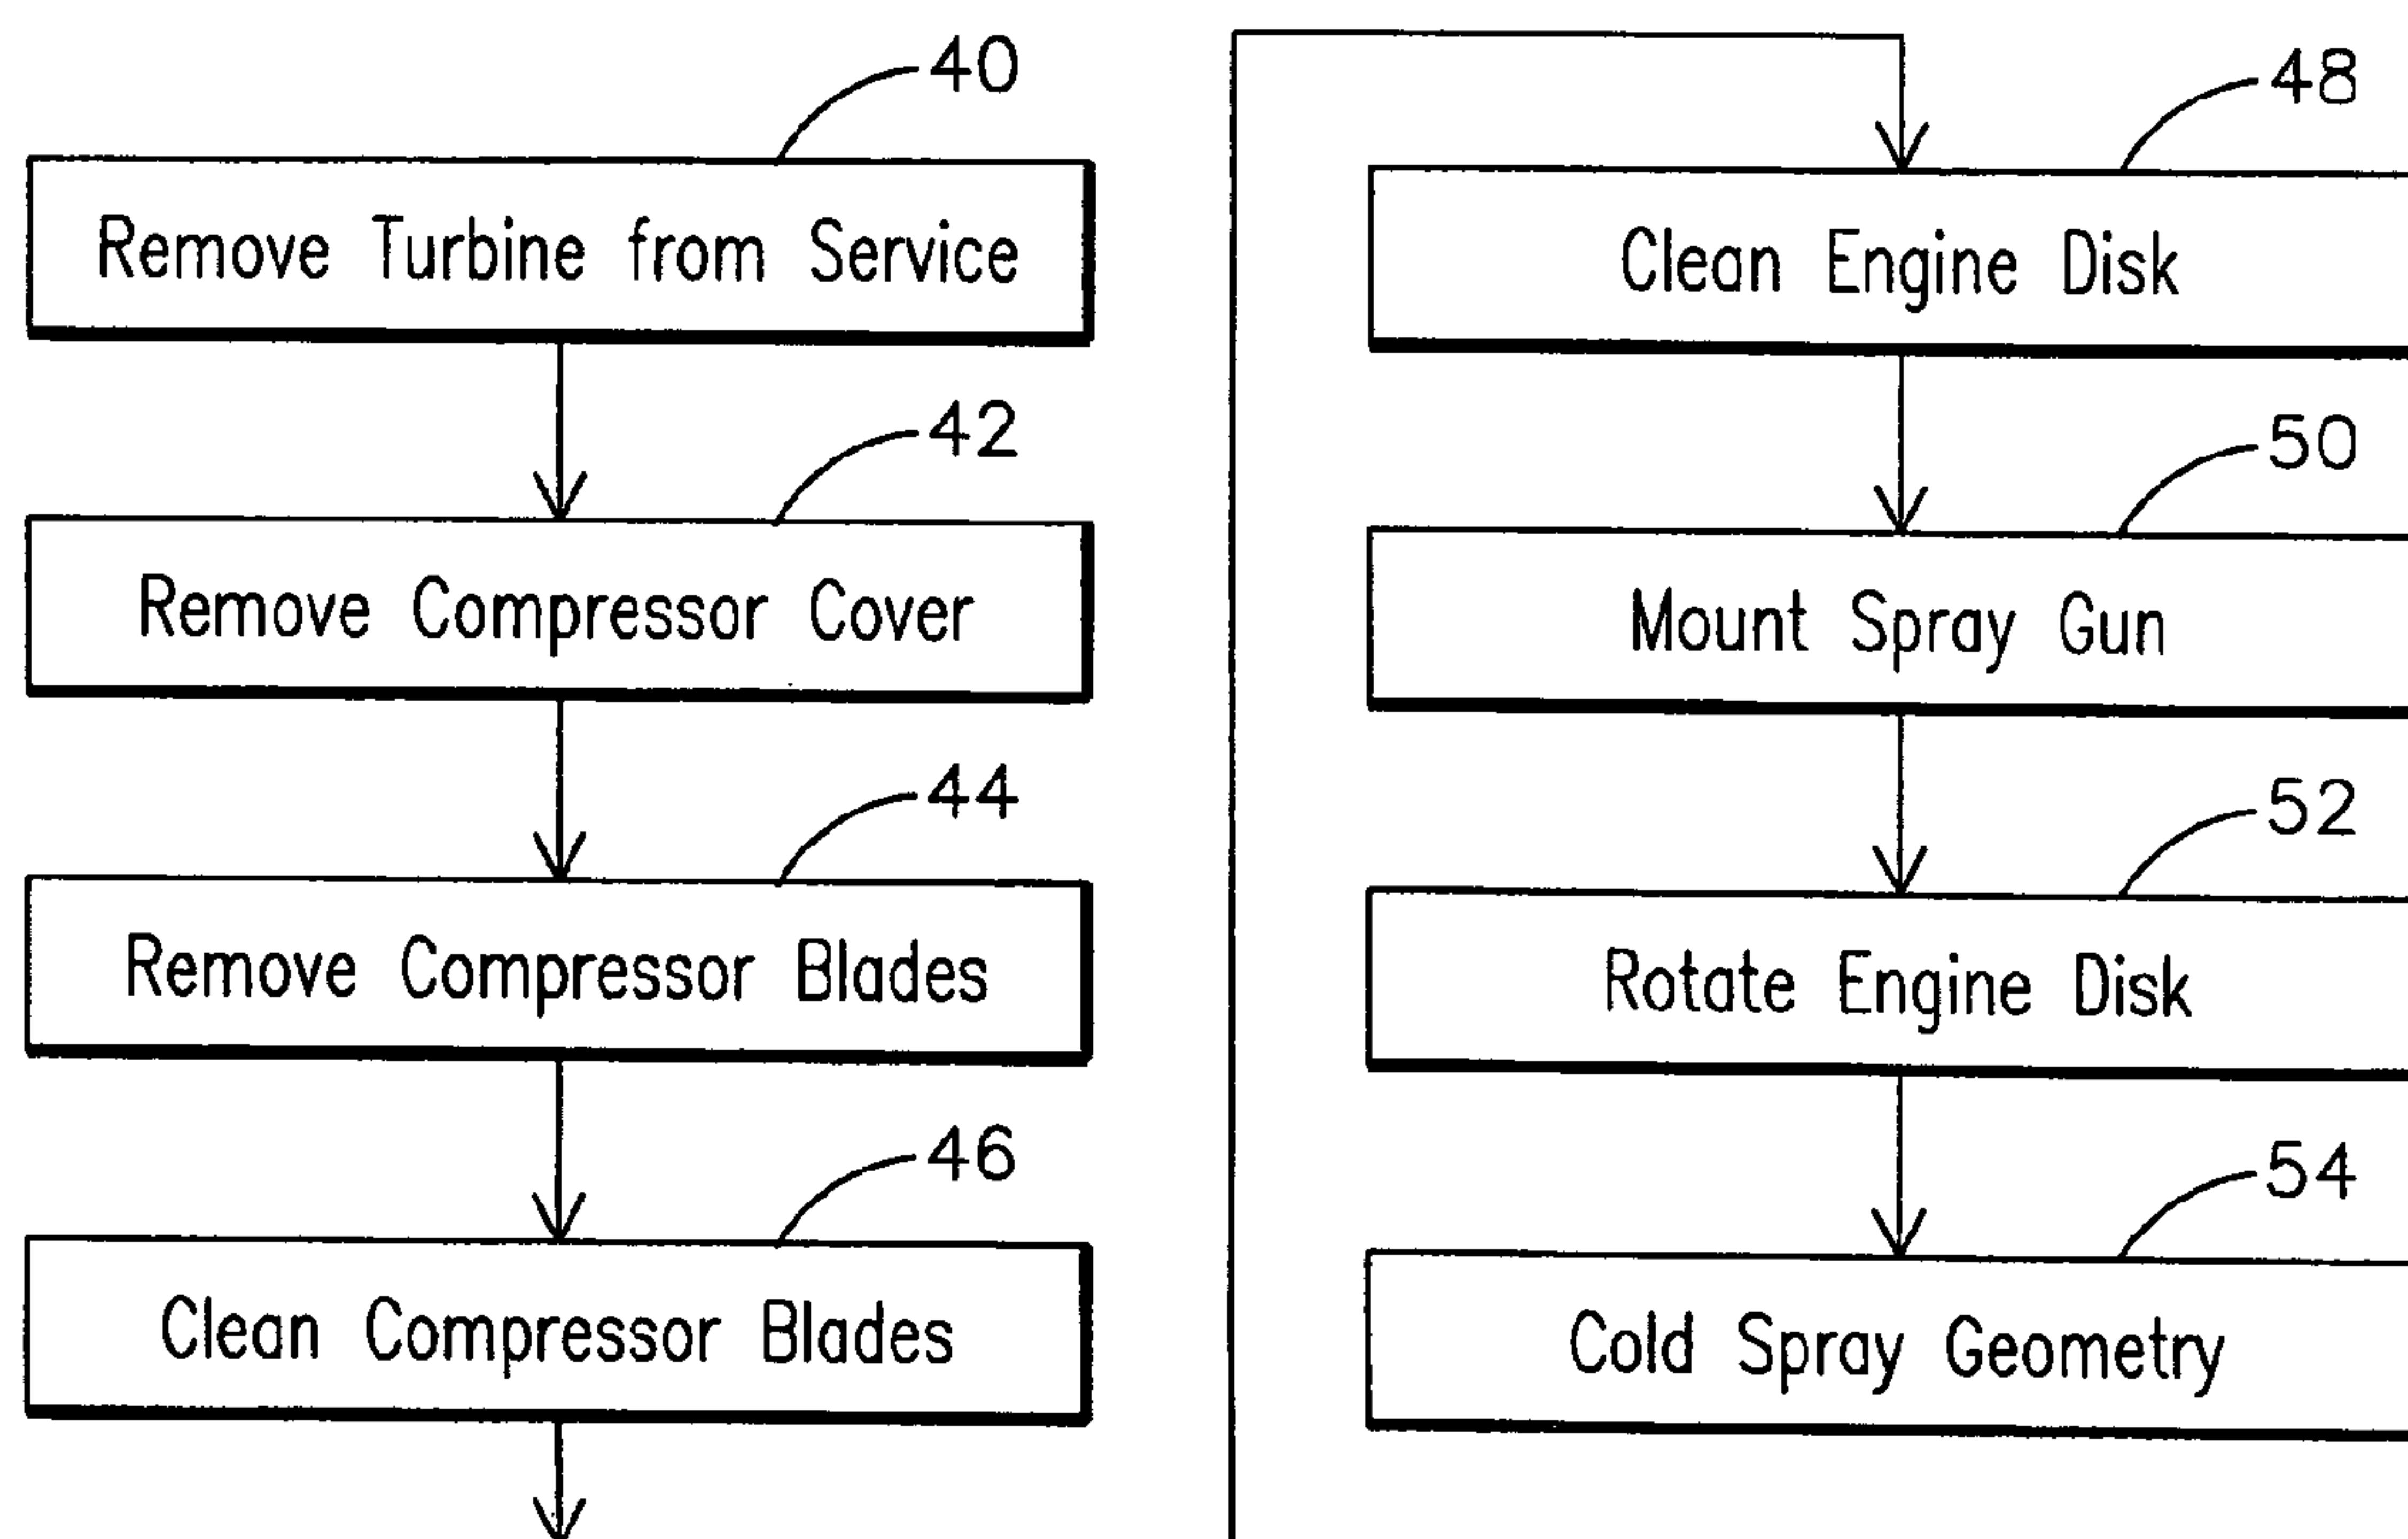 40
Remove Turbine from Service
42
Remove Compressor Cover
44
Remove Compressor Blades
46
Clean Compressor Blades
48
Clean Engine Disk
50
Mount Spray Gun
52
Rotate Engine Disk
54
Cold Spray Geometry